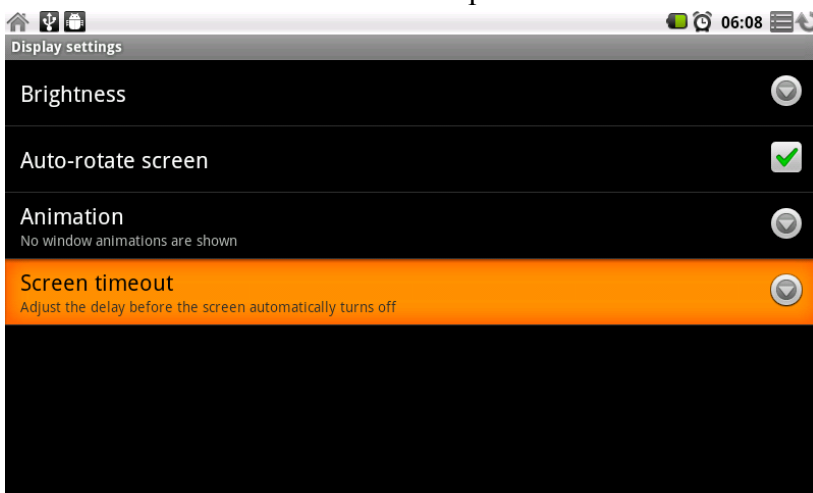 06:08
Display settings
Brightness
Auto-rotate screen
Animation
No window animations are shown
Screen timeout
Adjust the delay before the screen automatically turns off